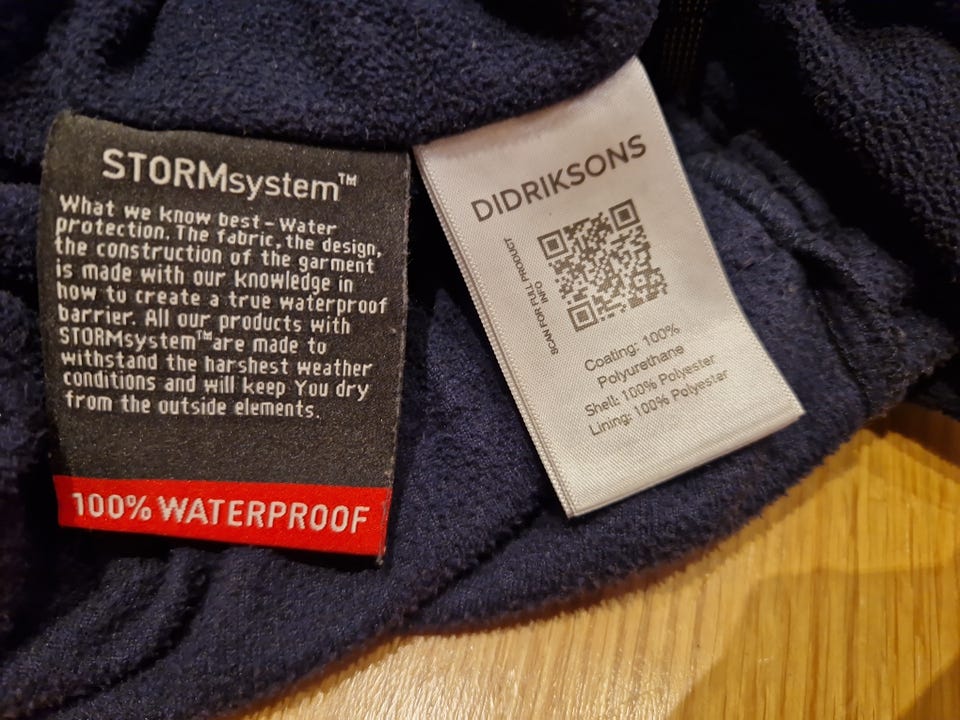 STORMsystem™
What we know best - Water
protection. The fabric, the design,
the construction of the garment
is made with our knowledge in
how to create a true waterproof
barrier. All our products with
STORMsystem™are made to
withstand the harshest weather
conditions and will keep You dry
from the outside elements.
100% WATERPROOF
DIDRIKSONS
SCAN FOR FULL PRODUCT
INFO
Coating: 100%
Polyurethane
Shell: 100% Polyester
Lining: 100% Polyester